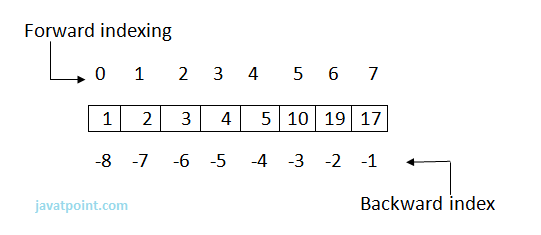 Forward indexing
0 1 2 3 4 5 6 7
1 2 3 4 5 10 19 17
-8 -7 -6 -5 -4 -3 -2 -1
Backward index
javatpoint.com